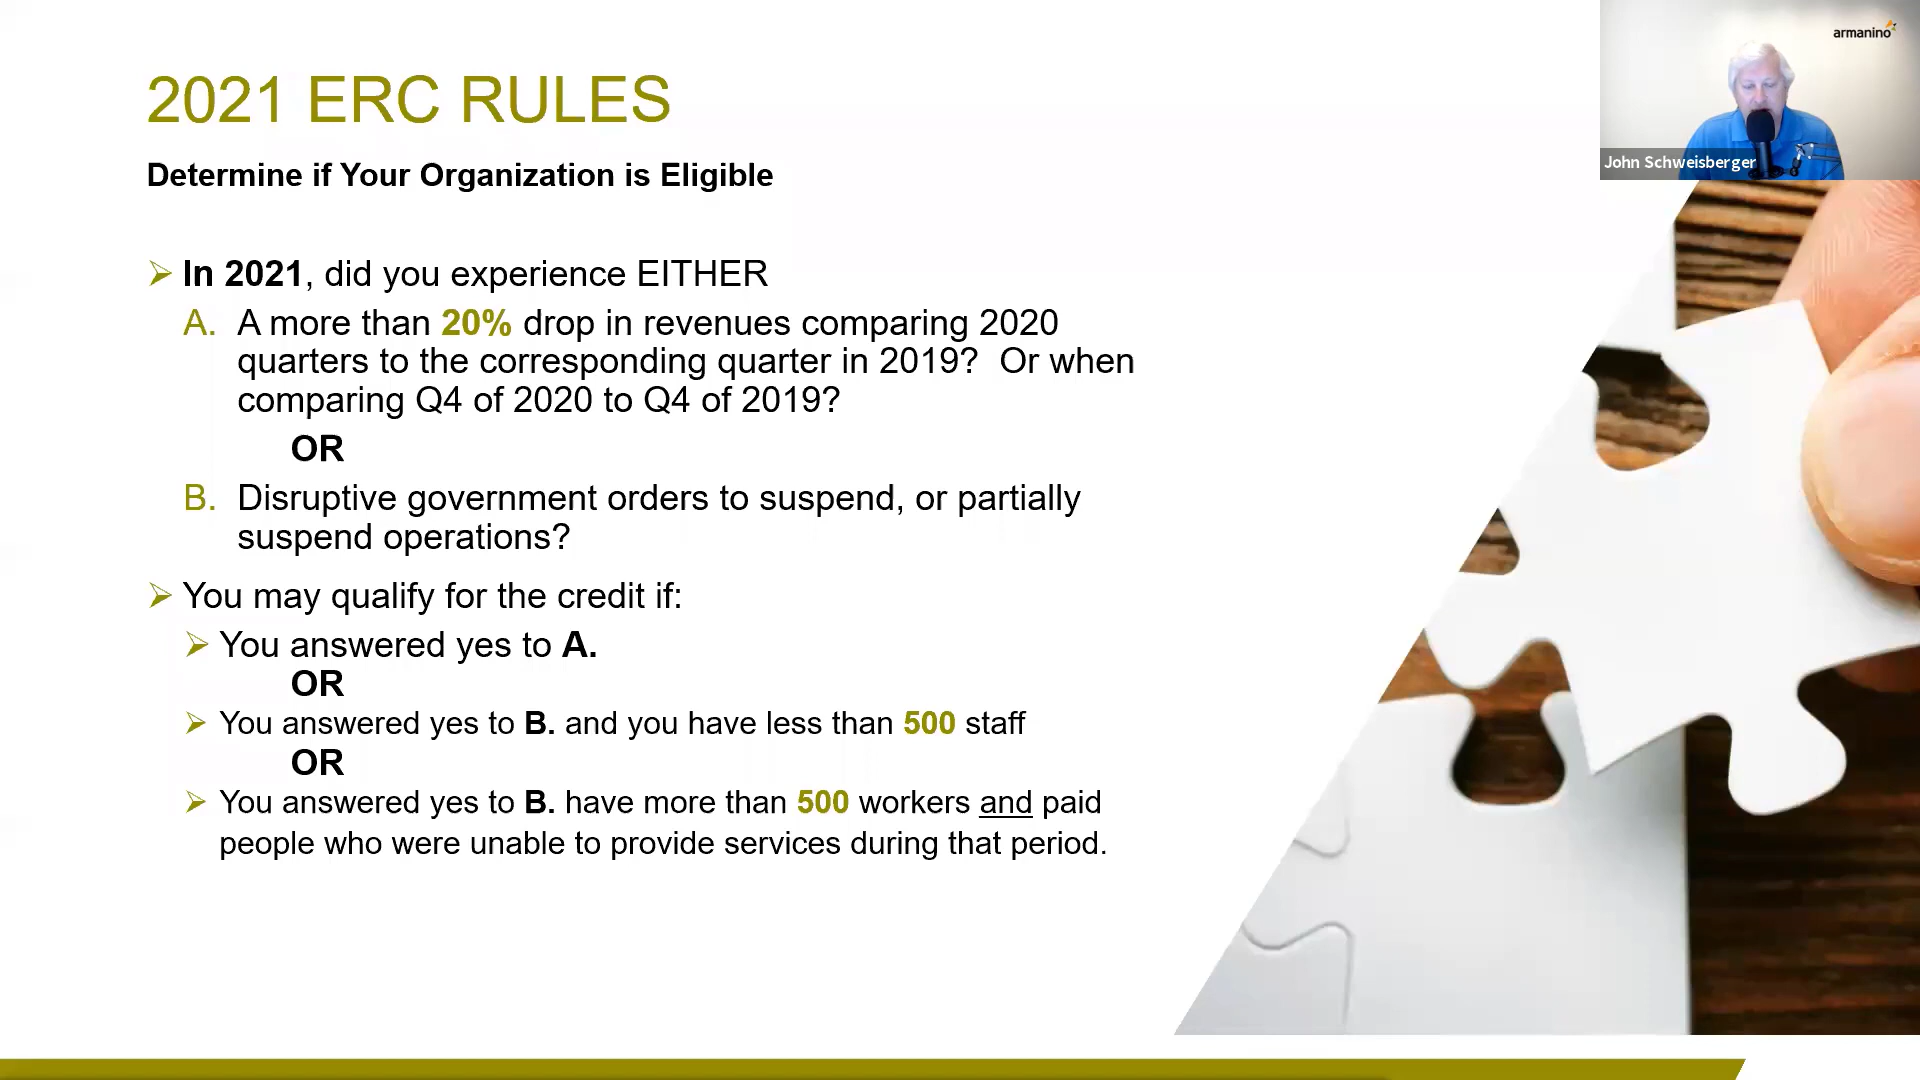 armanino
John Schweisberger
2021 ERC RULES
Determine if Your Organization is Eligible
In 2021, did you experience EITHER
A. A more than 20% drop in revenues comparing 2020
quarters to the corresponding quarter in 2019? Or when
comparing Q4 of 2020 to Q4 of 2019?
OR
B. Disruptive government orders to suspend, or partially
suspend operations?
You may qualify for the credit if:
You answered yes to A.
OR
You answered yes to B. and you have less than 500 staff
OR
You answered yes to B. have more than 500 workers and paid
people who were unable to provide services during that period.